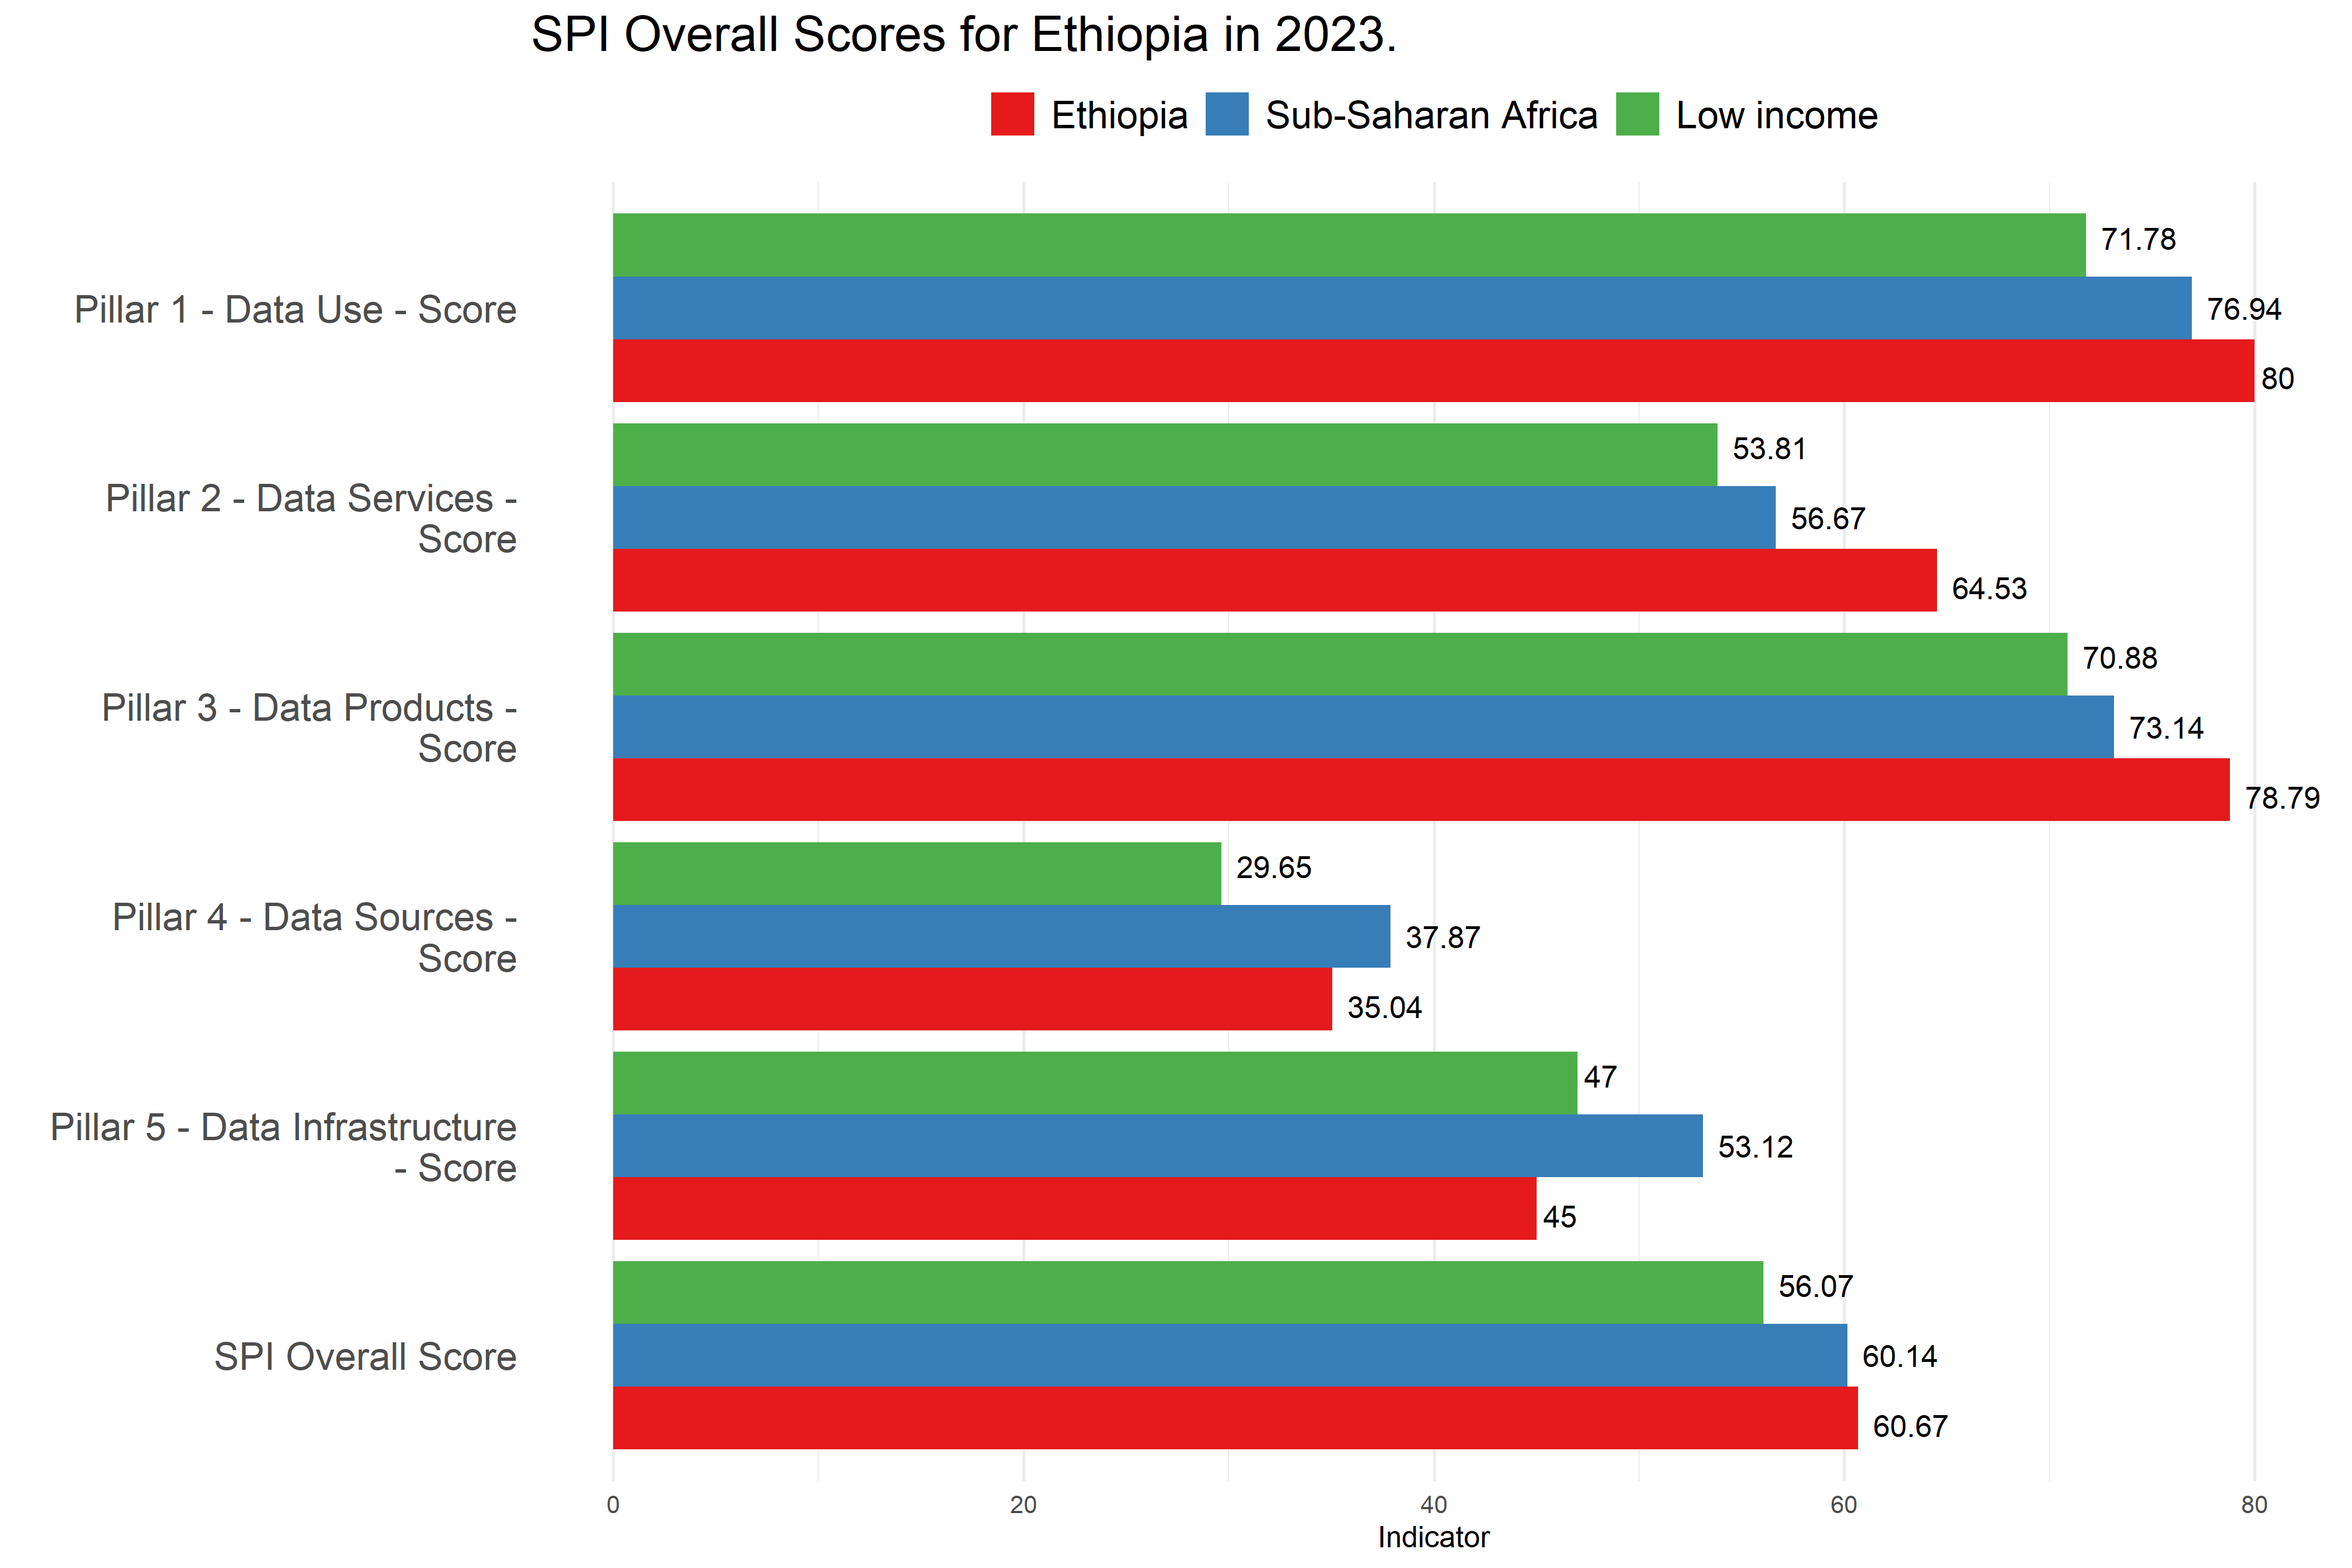 SPI Overall Scores for Ethiopia in 2023.
Ethiopia Sub-Saharan Africa Low income
Pillar 1 - Data Use - Score
71.78
76.94
80
Pillar 2 - Data Services -
Score
53.81
56.67
64.53
Pillar 3 - Data Products -
Score
70.88
73.14
78.79
Pillar 4 - Data Sources -
Score
29.65
37.87
35.04
Pillar 5 - Data Infrastructure
- Score
47
53.12
45
SPI Overall Score
56.07
60.14
60.67
0 20 40 60 80
Indicator